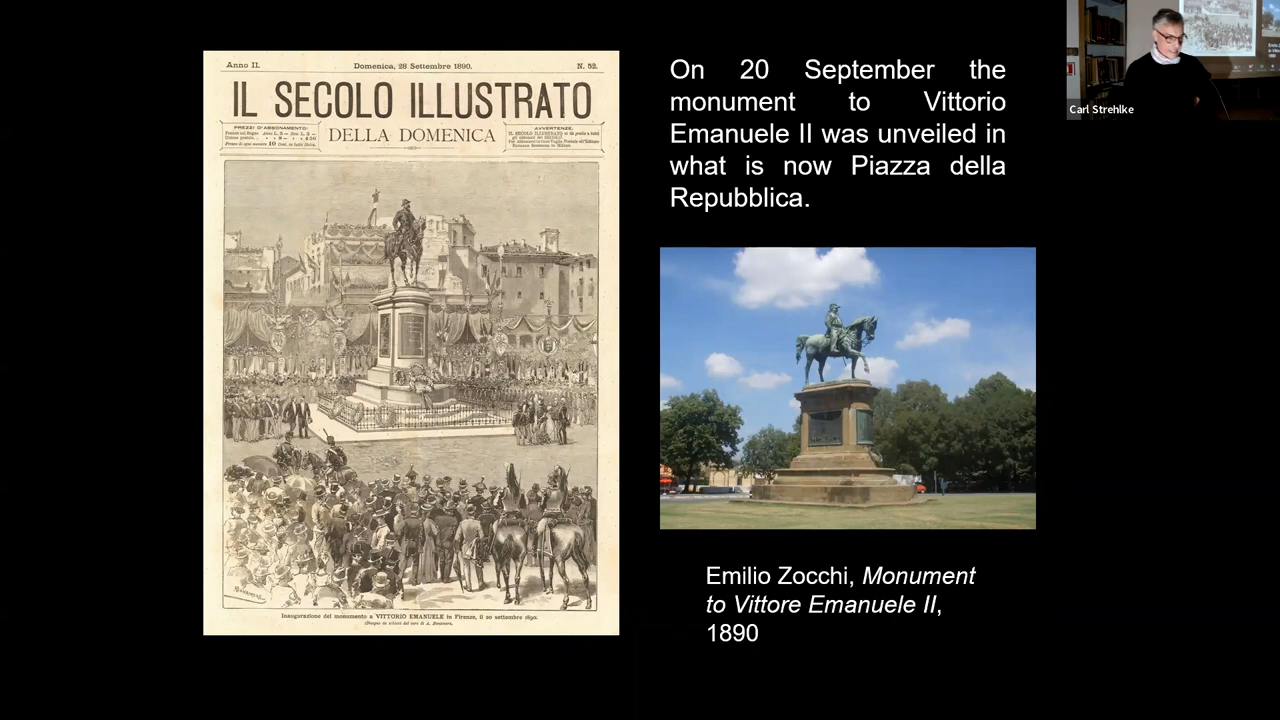 Anno II.
Domenica, 28 Settembre 1890.
N. 52.
IL SECOLO ILLUSTRATO
PREZZI D'ABBONAMENTO:
DELLA DOMENICA
AVVERTENZE:
Inaugurazione del monumento a VITTORIO EMANUELE in Firenze, il 20 settembre 1890.
On 20 September the
monument to Vittorio
Emanuele II was unveiled in
what is now Piazza della
Repubblica.
Emilio Zocchi, Monument
to Vittore Emanuele II,
1890
Carl Strehlke